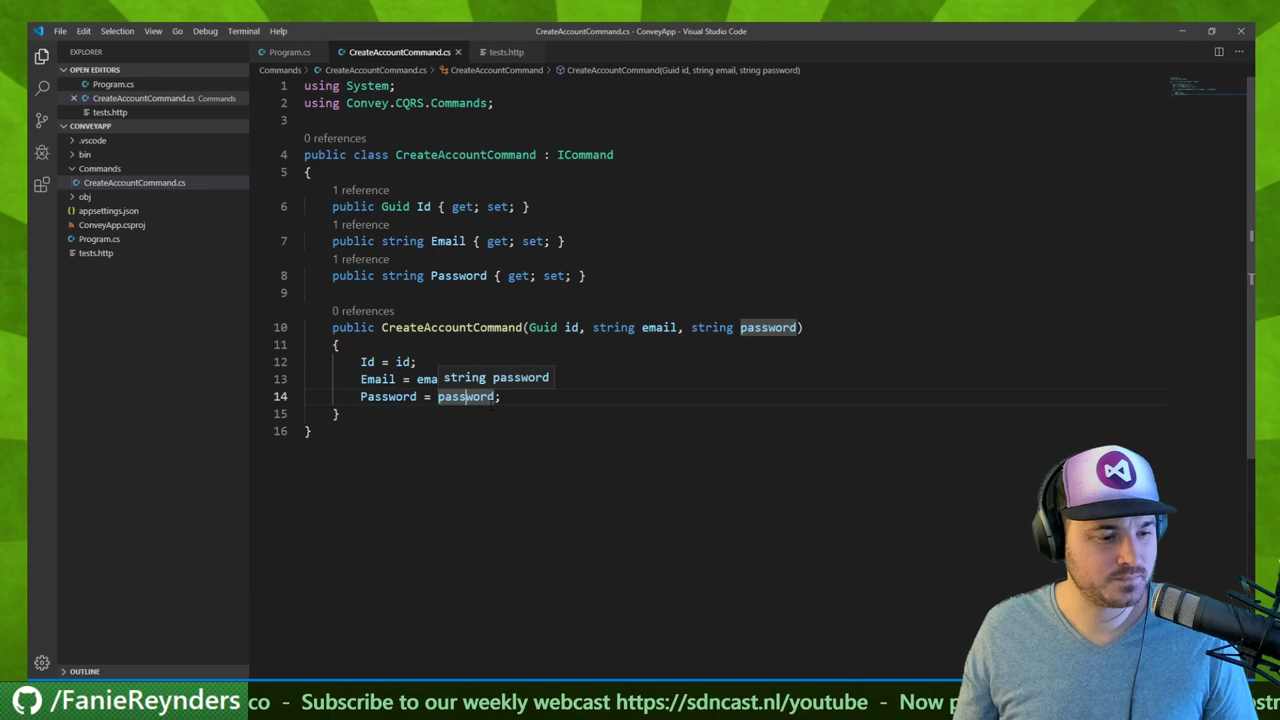 File Edit Selection View Go Debug Terminal Help
CreateAccountCommand.cs - ConveyApp - Visual Studio Code
EXPLORER
OPEN EDITORS
Program.cs
CreateAccountCommand.cs Commands
tests.http
CONVEYAPP
.vscode
bin
Commands
CreateAccountCommand.cs
obj
appsettings.json
ConveyApp.csproj
Program.cs
tests.http
OUTLINE
Program.cs CreateAccountCommand.cs tests.http
Commands > CreateAccountCommand.cs > CreateAccountCommand > CreateAccountCommand(Guid id, string email, string password)
1 using System;
2 using Convey.CQRS.Commands;
3
0 references
4 public class CreateAccountCommand : ICommand
5 {
1 reference
6 public Guid Id { get; set; }
1 reference
7 public string Email { get; set; }
1 reference
8 public string Password { get; set; }
9
0 references
10 public CreateAccountCommand(Guid id, string email, string password)
11 {
12 Id = id;
string password
13 Email = ema
14 Password = password;
15 }
16 }
/FanieReynders
co - Subscribe to our weekly webcast https://sdncast.nl/youtube - Now p